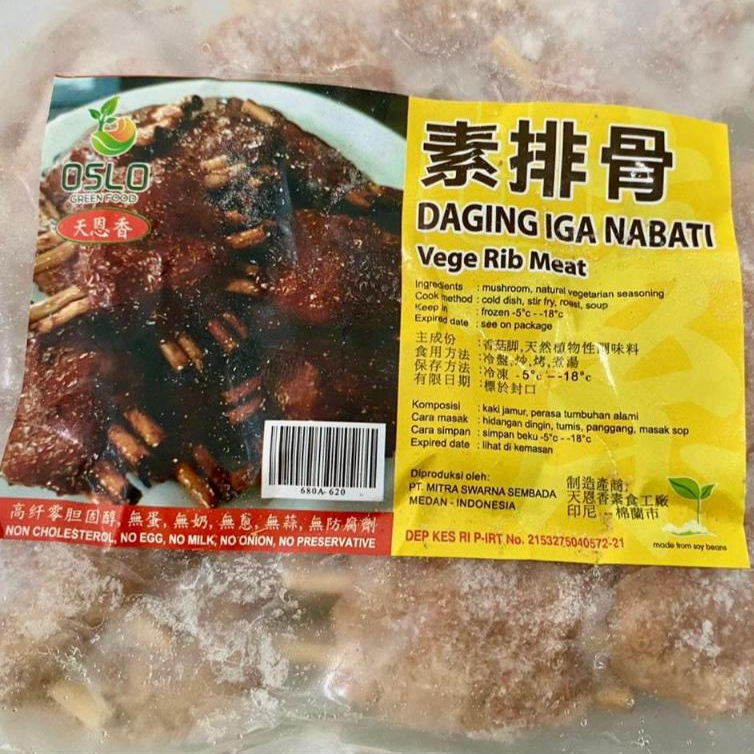 OSLO
GREEN FOOD
天恩香
素排骨
DAGING IGA NABATI
Vege Rib Meat
Ingredients : mushroom, natural vegetarian seasoning
Cook method : cold dish, stir fry, roast, soup
Keep in : frozen -5°c - -18°c
Expired date : see on package
主成份 :香菇脚,天然植物性調味料
食用方法 :冷盤,炒,烤,煮湯
保存方法 :冷凍 -5°c - -18°c
有限日期 :標於封口
Komposisi : kaki jamur, perasa tumbuhan alami
Cara masak : hidangan dingin, tumis, panggang, masak sop
Cara simpan : simpan beku -5°c - -18°c
Expired date : lihat di kemasan
Diproduksi oleh:
PT. MITRA SWARNA SEMBADA
MEDAN - INDONESIA
制造產商:
天恩香素食工廠
印尼 - 棉蘭市
made from soy beans
DEP KES RI P-IRT No. 2153275040572-21
680A-620
高纤零胆固醇, 無蛋, 無奶, 無蔥, 無蒜, 無防腐劑
NON CHOLESTEROL, NO EGG, NO MILK, NO ONION, NO PRESERVATIVE